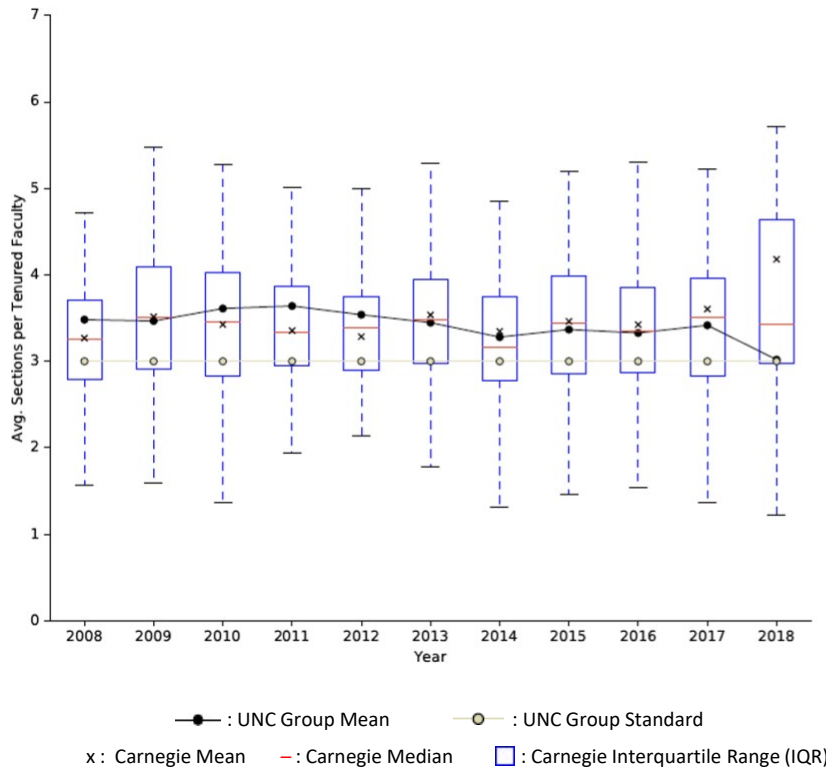 7
6
5
4
3
2
1
0
Avg. Sections per Tenured Faculty
2008 2009 2010 2011 2012 2013 2014 2015 2016 2017 2018
Year
: UNC Group Mean : UNC Group Standard
x : Carnegie Mean – : Carnegie Median : Carnegie Interquartile Range (IQR)